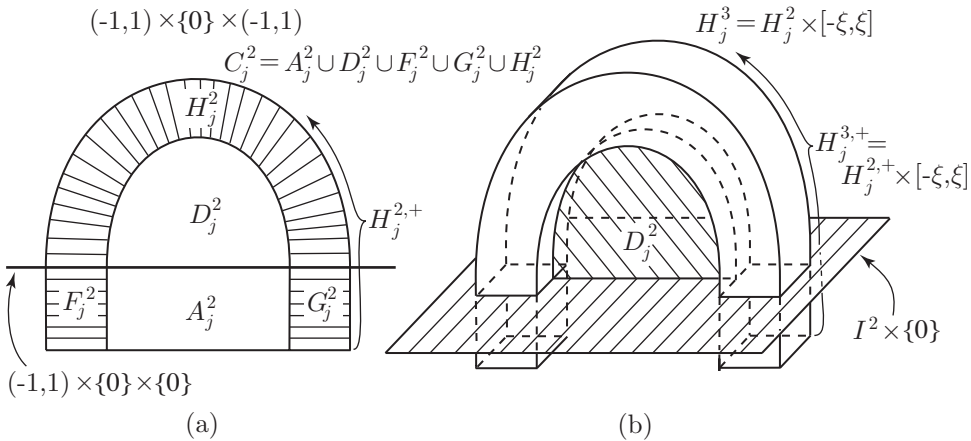 (-1,1) ×{0} ×(-1,1)
C_j^2 = A_j^2 ∪ D_j^2 ∪ F_j^2 ∪ G_j^2 ∪ H_j^2
H_j^2
D_j^2
H_j^{2,+}
F_j^2
A_j^2
G_j^2
(-1,1) ×{0}×{0}
(a)
H_j^3 = H_j^2 ×[-ξ,ξ]
H_j^{3,+} =
H_j^{2,+} ×[-ξ,ξ]
D_j^2
I^2 ×{0}
(b)